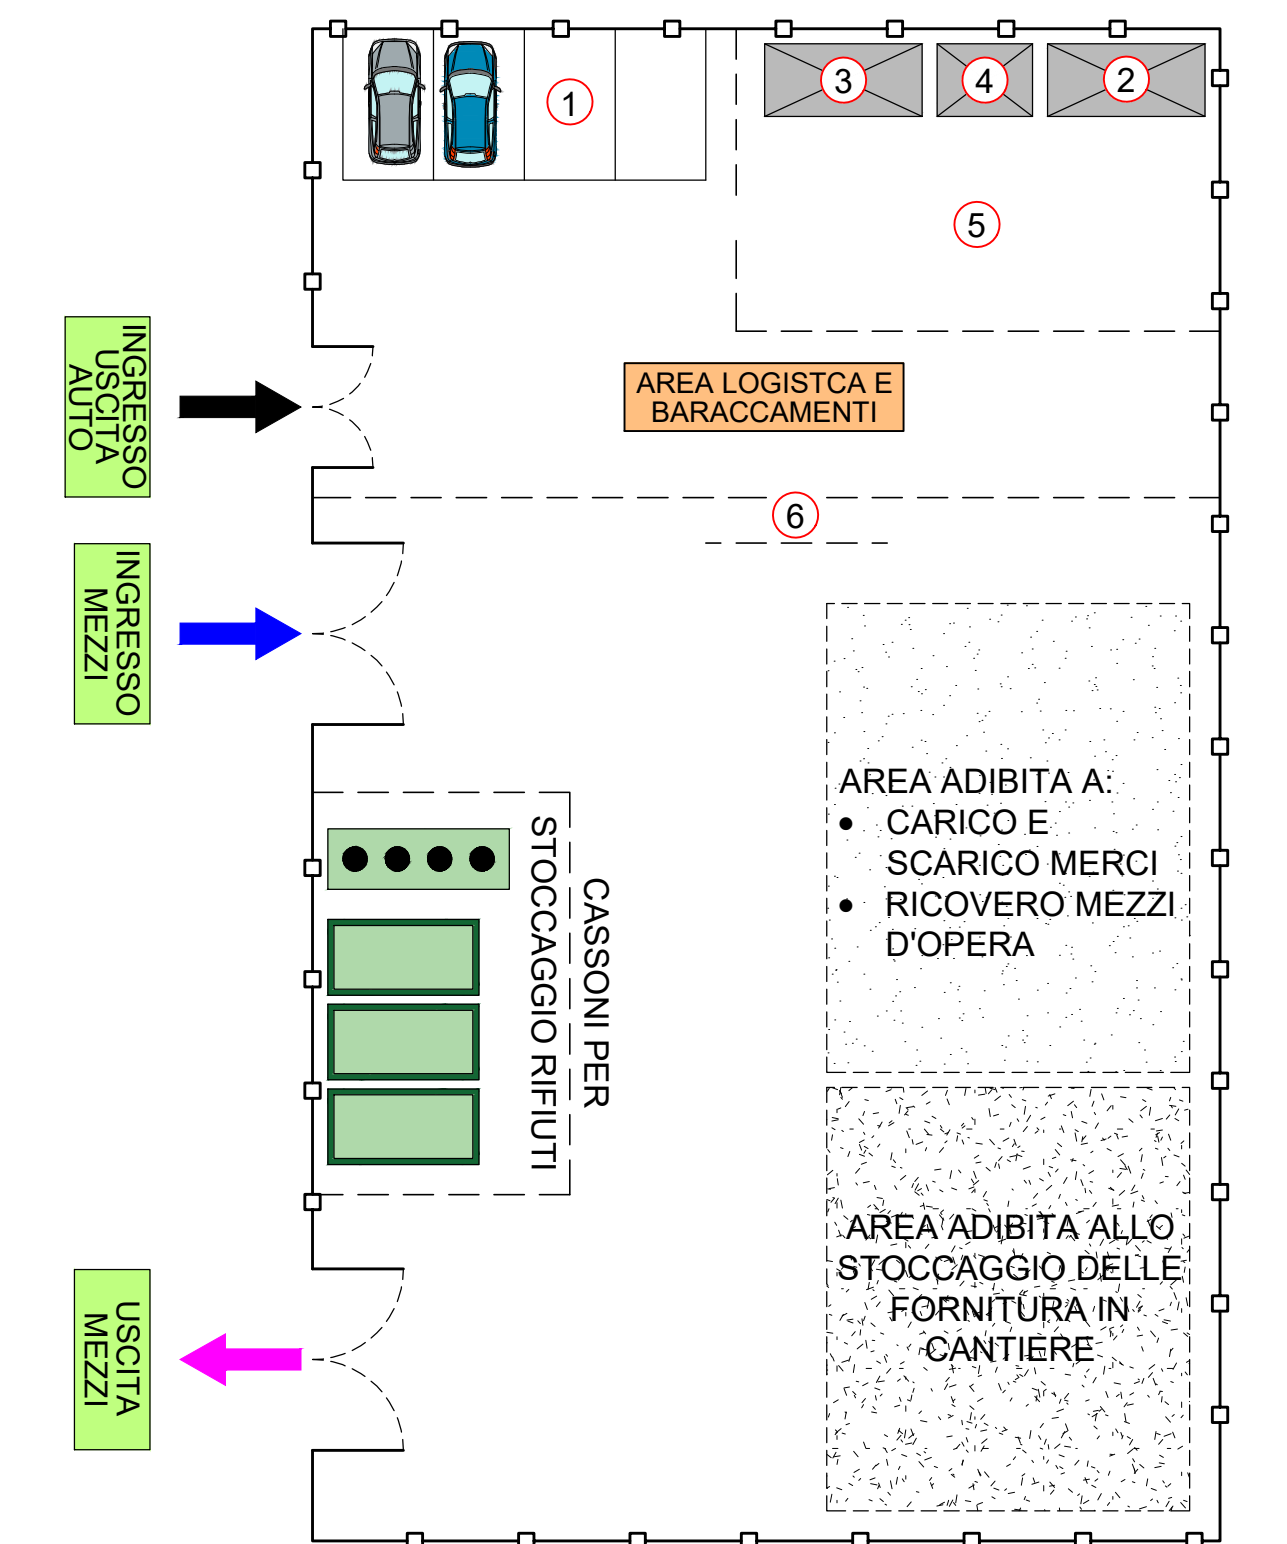 3
4
2
1
5
INGRESSO
USCITA
AUTO
AREA LOGISTCA E
BARACCAMENTI
6
INGRESSO
MEZZI
AREA ADIBITA A:
• CARICO E
SCARICO MERCI
• RICOVERO MEZZI
D'OPERA
CASSONI PER
STOCCAGGIO RIFIUTI
AREA ADIBITA ALLO
STOCCAGGIO DELLE
FORNITURA IN
CANTIERE
USCITA
MEZZI